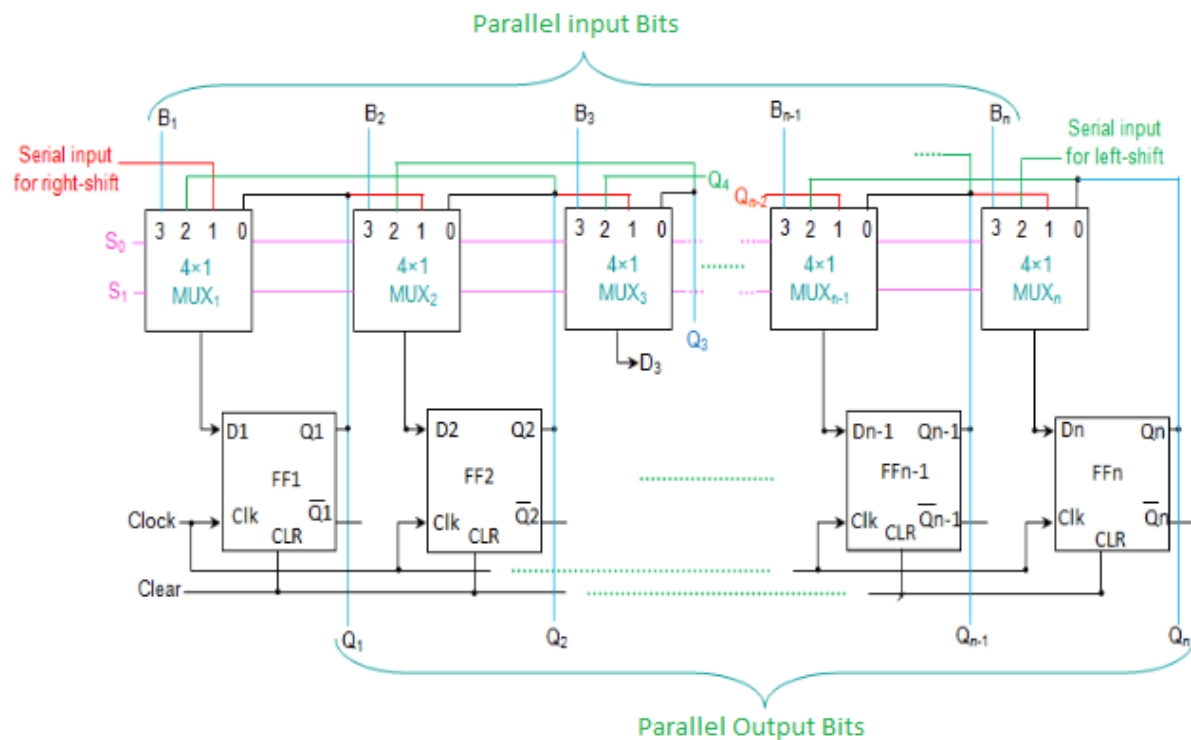 Parallel input Bits
B1 B2 B3 Bn-1 Bn
Serial input
for right-shift
Serial input
for left-shift
Q4 Qn-2
3 2 1 0 3 2 1 0 3 2 1 0 3 2 1 0 3 2 1 0
S0
4×1 4×1 4×1 4×1 4×1
S1
MUX1 MUX2 MUX3 MUXn-1 MUXn
Q3
D3
D1 Q1 D2 Q2 Dn-1 Qn-1 Dn Qn
FF1 FF2 FFn-1 FFn
Clock Clk Q̅1 Clk Q̅2 Clk Q̅n-1 Clk Q̅n
CLR CLR CLR CLR
Clear
Q1 Q2 Qn-1 Qn
Parallel Output Bits